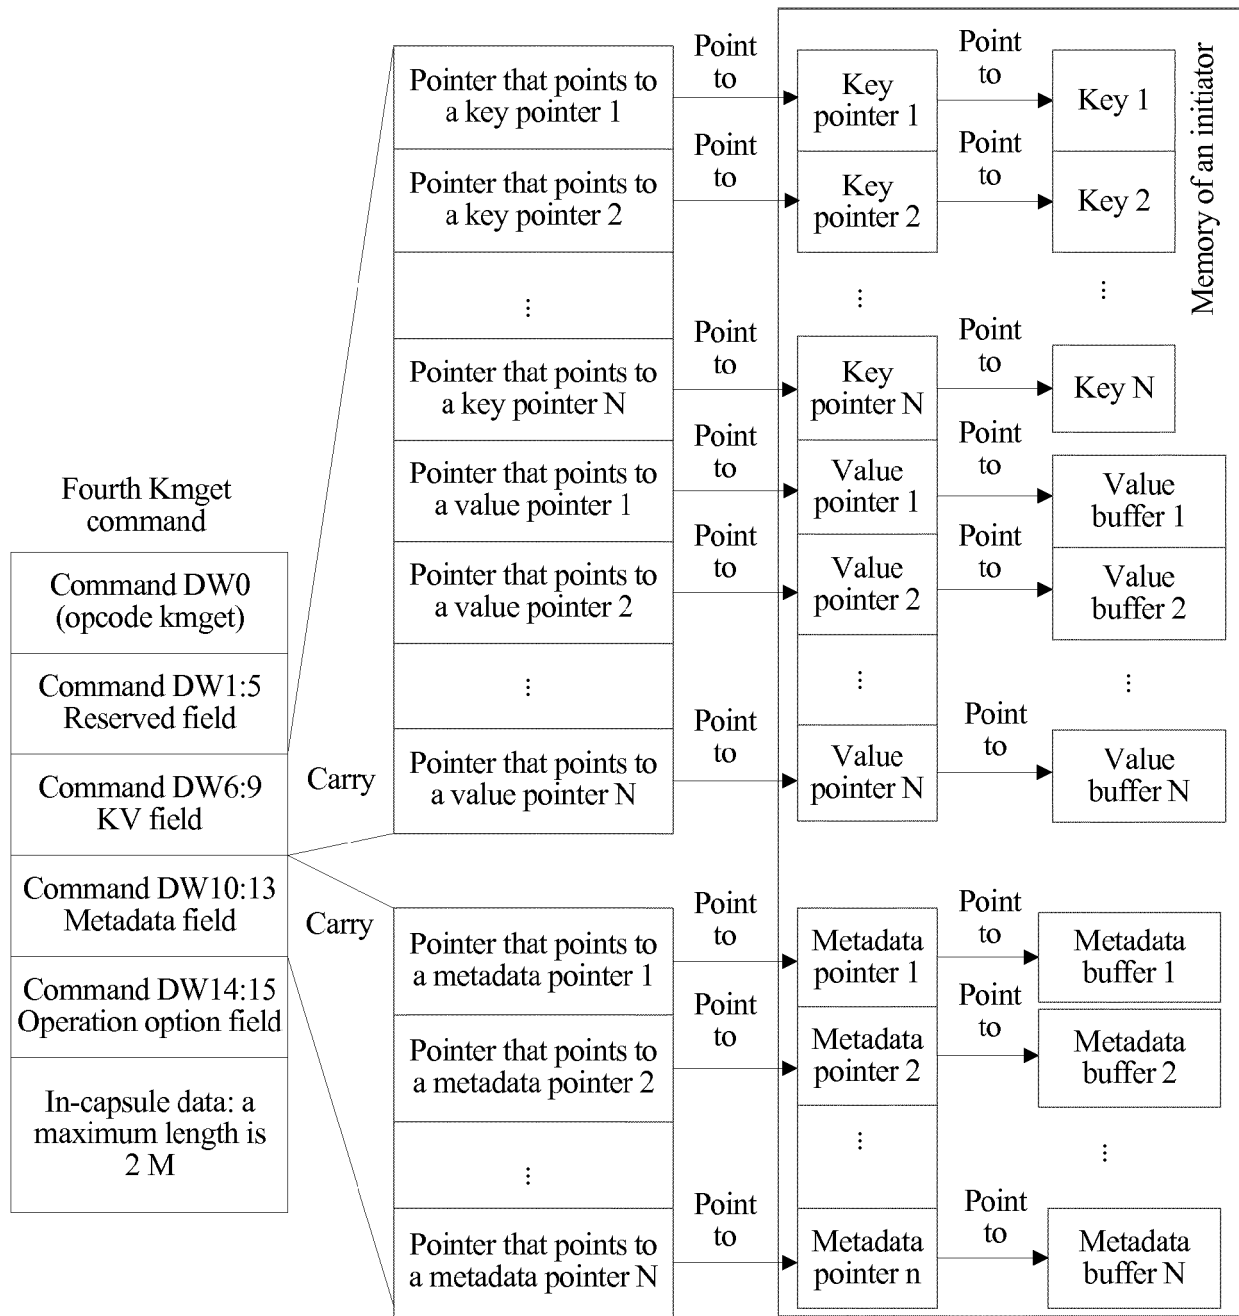 Fourth Kmget
command
Command DW0
(opcode kmget)
Command DW1:5
Reserved field
Command DW6:9
KV field
Command DW10:13
Metadata field
Command DW14:15
Operation option field
In-capsule data: a
maximum length is
2 M
Carry
Carry
Pointer that points to
a key pointer 1
Pointer that points to
a key pointer 2
⋮
Pointer that points to
a key pointer N
Pointer that points to
a value pointer 1
Pointer that points to
a value pointer 2
⋮
Pointer that points to
a value pointer N
Pointer that points to
a metadata pointer 1
Pointer that points to
a metadata pointer 2
⋮
Pointer that points to
a metadata pointer N
Point
to
Point
to
Point
to
Point
to
Point
to
Point
to
Point
to
Point
to
Point
to
Key
pointer 1
Key
pointer 2
⋮
Key
pointer N
Value
pointer 1
Value
pointer 2
⋮
Value
pointer N
Metadata
pointer 1
Metadata
pointer 2
⋮
Metadata
pointer n
Point
to
Point
to
Point
to
Point
to
Point
to
Point
to
Point
to
Point
to
Point
to
Key 1
Key 2
⋮
Key N
Value
buffer 1
Value
buffer 2
⋮
Value
buffer N
Metadata
buffer 1
Metadata
buffer 2
⋮
Metadata
buffer N
Memory of an initiator